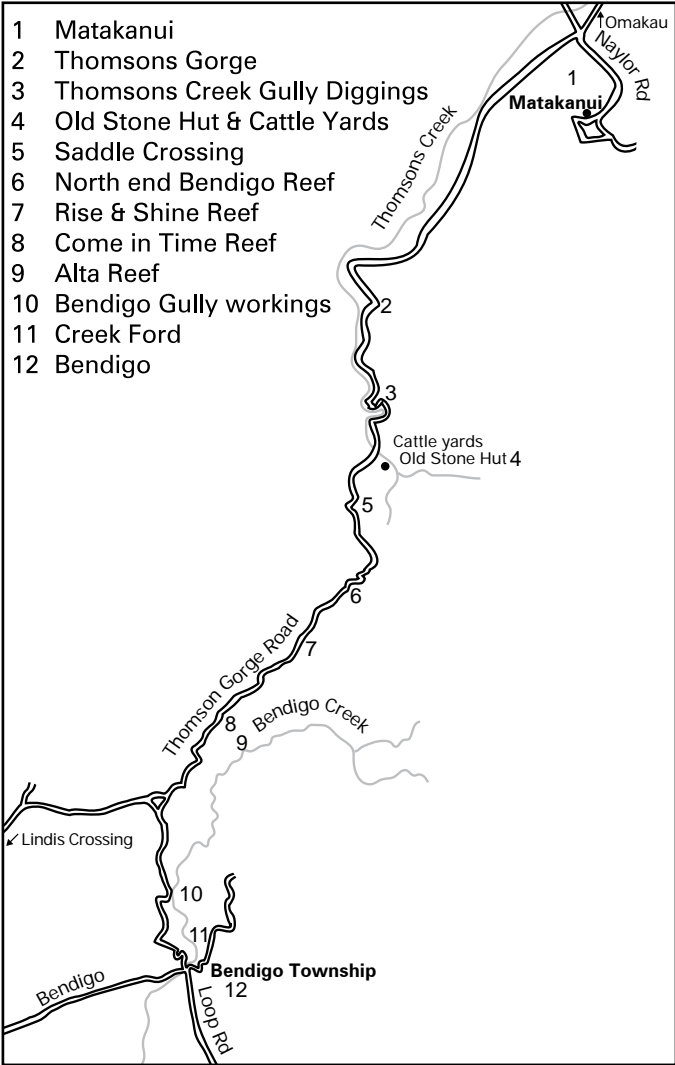 1 Matakanui
2 Thomsons Gorge
3 Thomsons Creek Gully Diggings
4 Old Stone Hut & Cattle Yards
5 Saddle Crossing
6 North end Bendigo Reef
7 Rise & Shine Reef
8 Come in Time Reef
9 Alta Reef
10 Bendigo Gully workings
11 Creek Ford
12 Bendigo
Omakau
Naylor Rd
1
Matakanui
Thomsons Creek
2
3
Cattle yards
Old Stone Hut 4
5
6
Thomson Gorge Road
7
8
Bendigo Creek
9
Lindis Crossing
10
11
Bendigo Township
12
Bendigo
Loop Rd